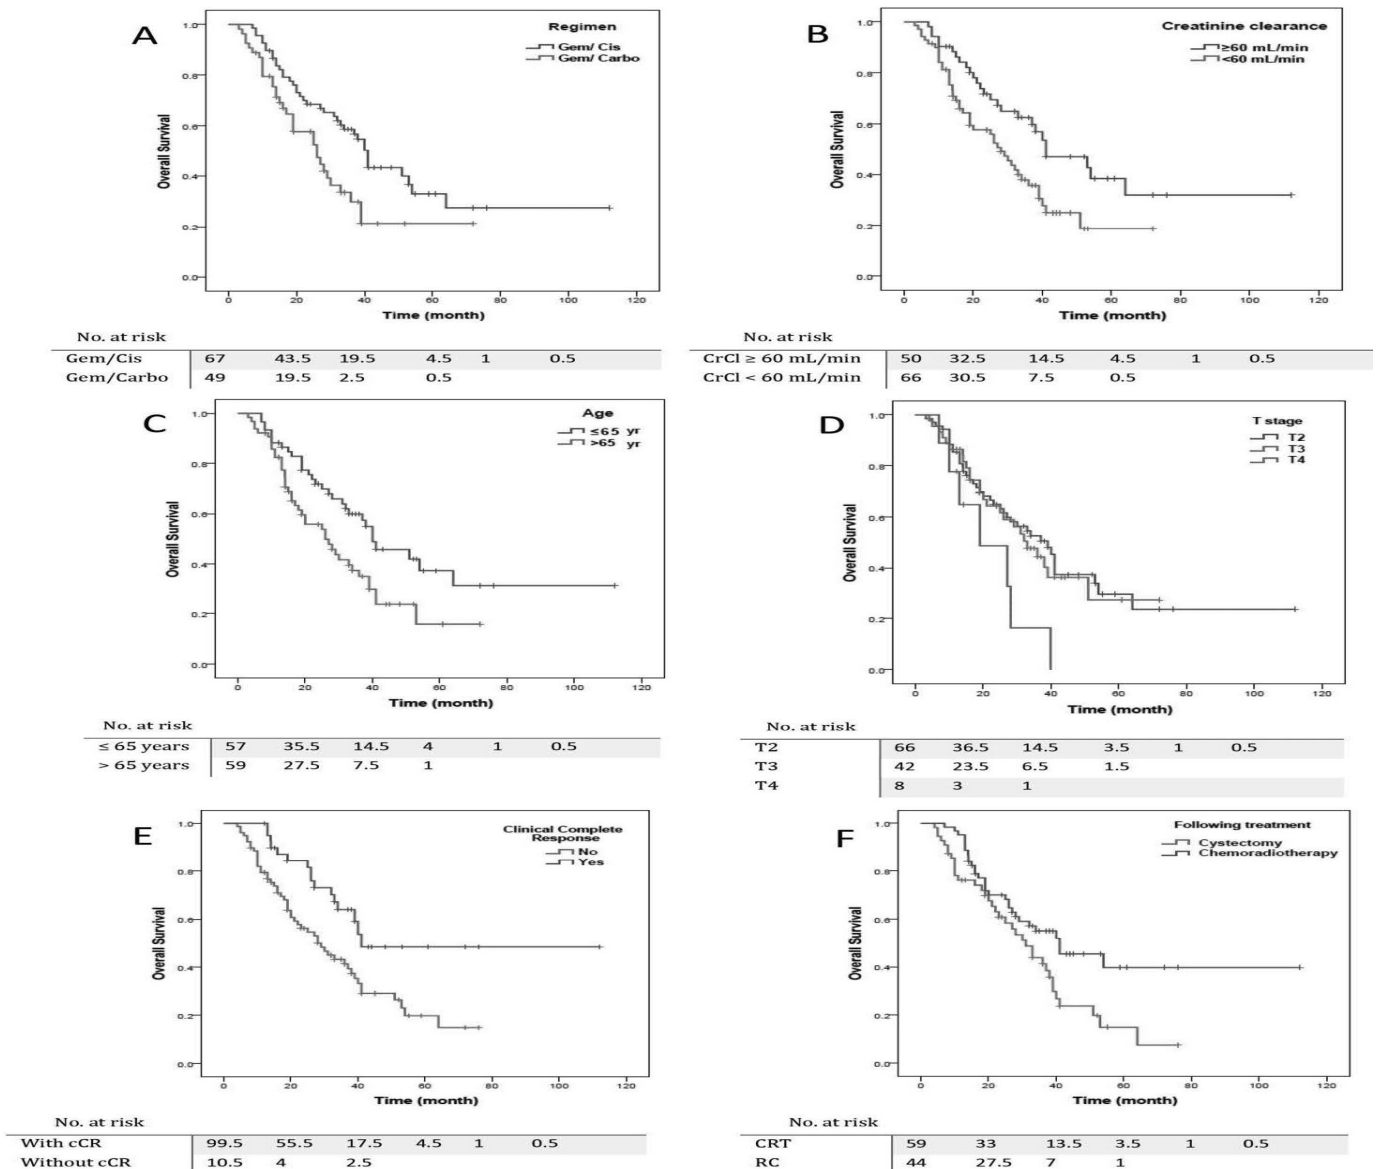 A
Regimen
Gem/ Cis
Gem/ Carbo
Overall Survival
1.0
0.8
0.6
0.4
0.2
0.0
0 20 40 60 80 100 120
Time (month)
No. at risk
Gem/Cis 67 43.5 19.5 4.5 1 0.5
Gem/Carbo 49 19.5 2.5 0.5
B
Creatinine clearance
≥60 mL/min
<60 mL/min
Overall Survival
1.0
0.8
0.6
0.4
0.2
0.0
0 20 40 60 80 100 120
Time (month)
No. at risk
CrCl ≥ 60 mL/min 50 32.5 14.5 4.5 1 0.5
CrCl < 60 mL/min 66 30.5 7.5 0.5
C
Age
≤65 yr
>65 yr
Overall Survival
1.0
0.8
0.6
0.4
0.2
0.0
0 20 40 60 80 100 120
Time (month)
No. at risk
≤ 65 years 57 35.5 14.5 4 1 0.5
> 65 years 59 27.5 7.5 1
D
T stage
T2
T3
T4
Overall Survival
1.0
0.8
0.6
0.4
0.2
0.0
0 20 40 60 80 100 120
Time (month)
No. at risk
T2 66 36.5 14.5 3.5 1 0.5
T3 42 23.5 6.5 1.5
T4 8 3 1
E
Clinical Complete
Response
No
Yes
Overall Survival
1.0
0.8
0.6
0.4
0.2
0.0
0 20 40 60 80 100 120
Time (month)
No. at risk
With cCR 99.5 55.5 17.5 4.5 1 0.5
Without cCR 10.5 4 2.5
F
Following treatment
Cystectomy
Chemoradiotherapy
Overall Survival
1.0
0.8
0.6
0.4
0.2
0.0
0 20 40 60 80 100 120
Time (month)
No. at risk
CRT 59 33 13.5 3.5 1 0.5
RC 44 27.5 7 1